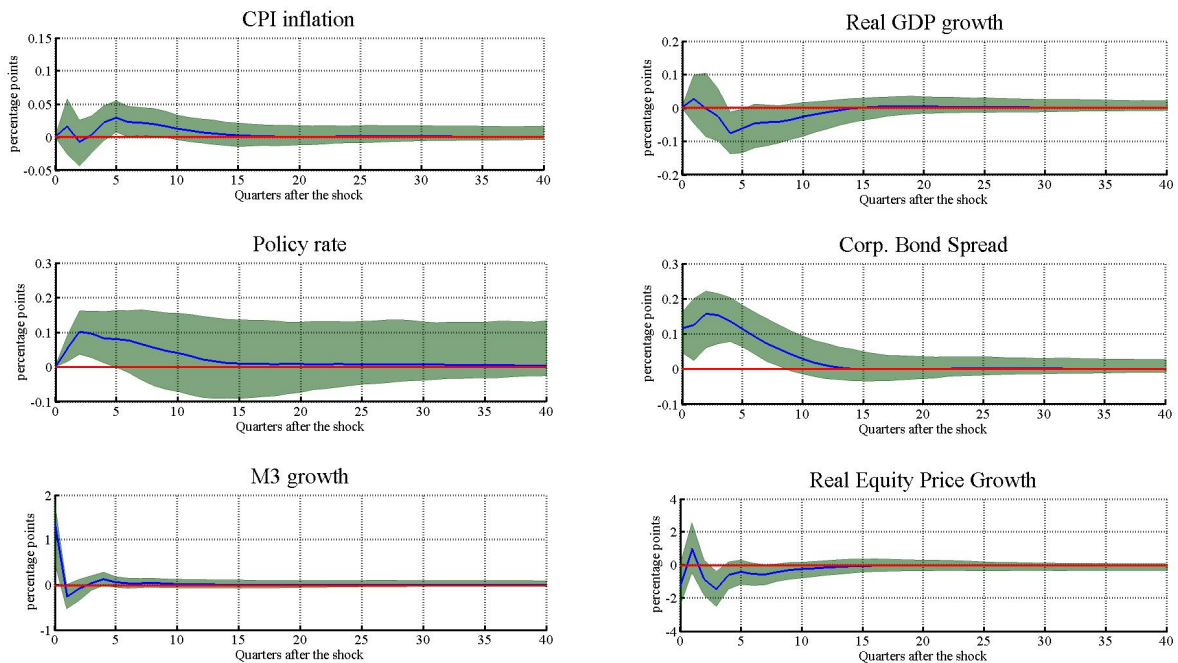 CPI inflation
percentage points
0.15
0.1
0.05
0
-0.05
0 5 10 15 20 25 30 35 40
Quarters after the shock
Real GDP growth
percentage points
0.2
0.1
0
-0.1
-0.2
0 5 10 15 20 25 30 35 40
Quarters after the shock
Policy rate
percentage points
0.3
0.2
0.1
0
-0.1
0 5 10 15 20 25 30 35 40
Quarters after the shock
Corp. Bond Spread
percentage points
0.3
0.2
0.1
0
-0.1
0 5 10 15 20 25 30 35 40
Quarters after the shock
M3 growth
percentage points
2
1
0
-1
0 5 10 15 20 25 30 35 40
Quarters after the shock
Real Equity Price Growth
percentage points
4
2
0
-2
-4
0 5 10 15 20 25 30 35 40
Quarters after the shock